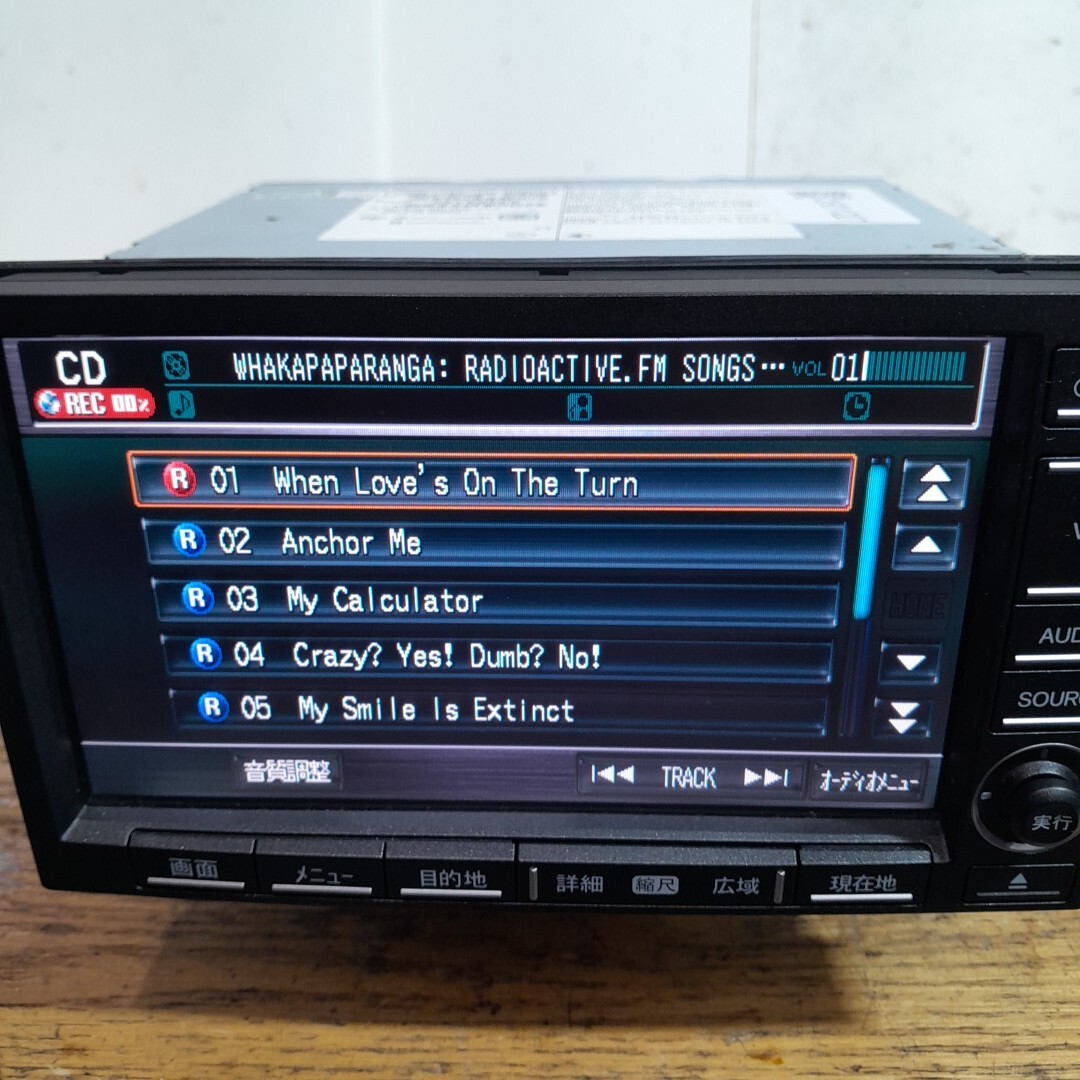 CD WHAKAPAPARANGA: RADIOACTIVE.FM SONGS… VOL 01
REC 00%
R 01 When Love's On The Turn
R 02 Anchor Me
R 03 My Calculator
HOME
R 04 Crazy? Yes! Dumb? No!
R 05 My Smile Is Extinct
音質調整 TRACK オーディオメニュー
画面 メニュー 目的地 詳細 縮尺 広域 現在地
AUD
SOUR
実行